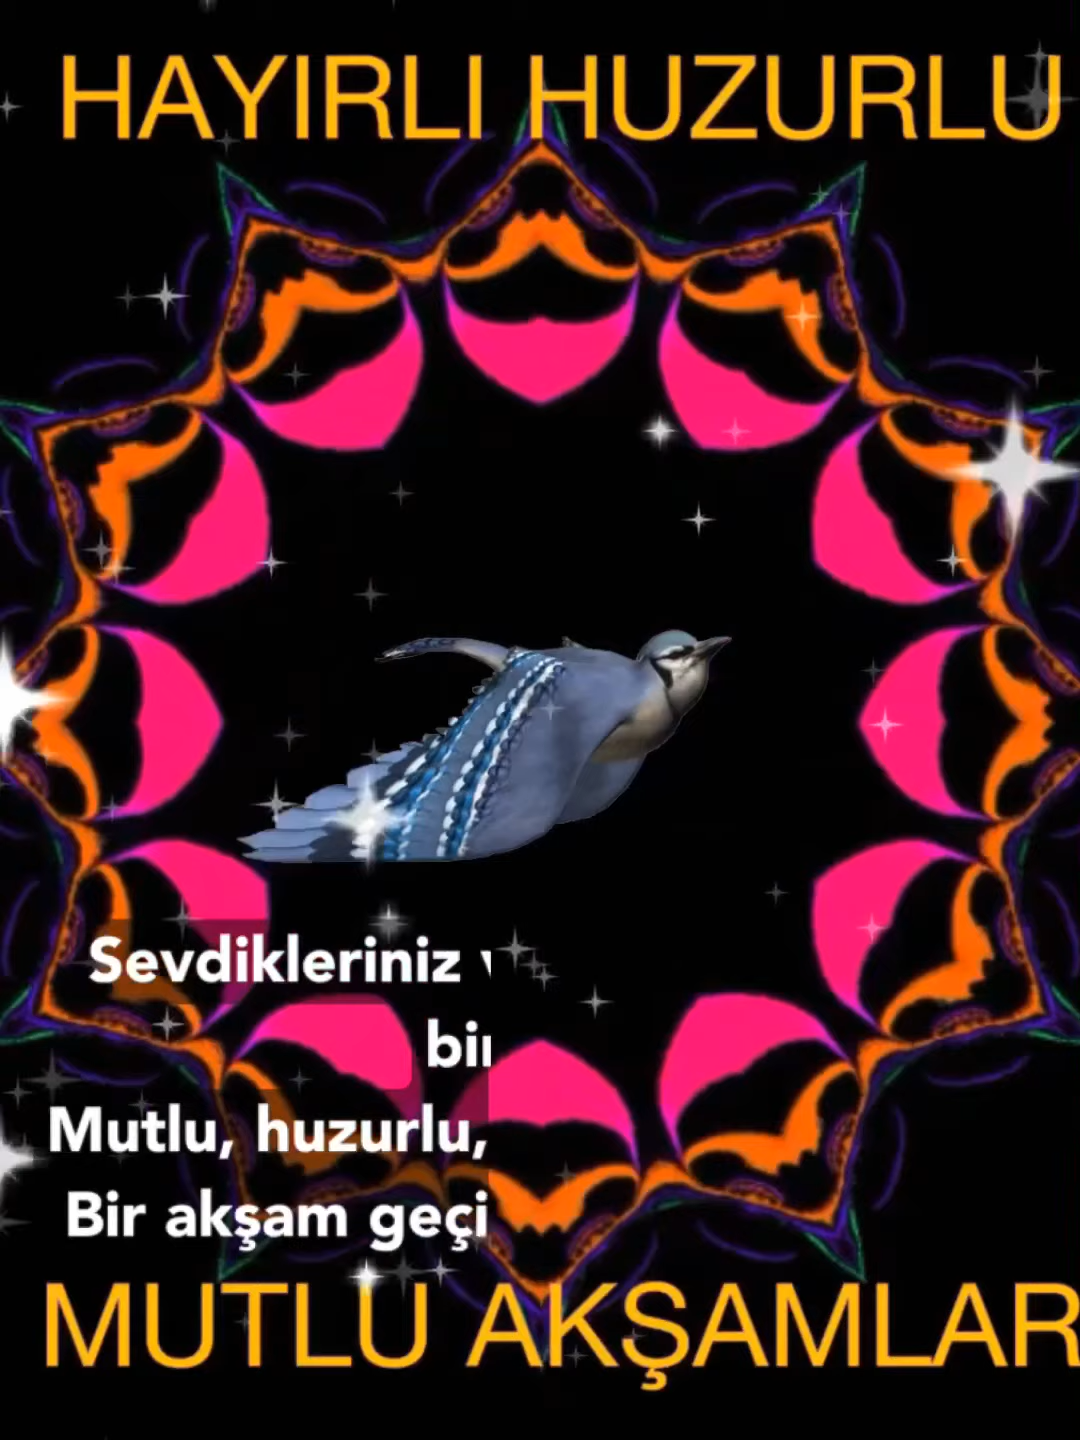 HAYIRLI HUZURLU
Sevdikleriniz
Mutlu, huzurlu,
Bir akşam
MUTLU AKŞAMLAR